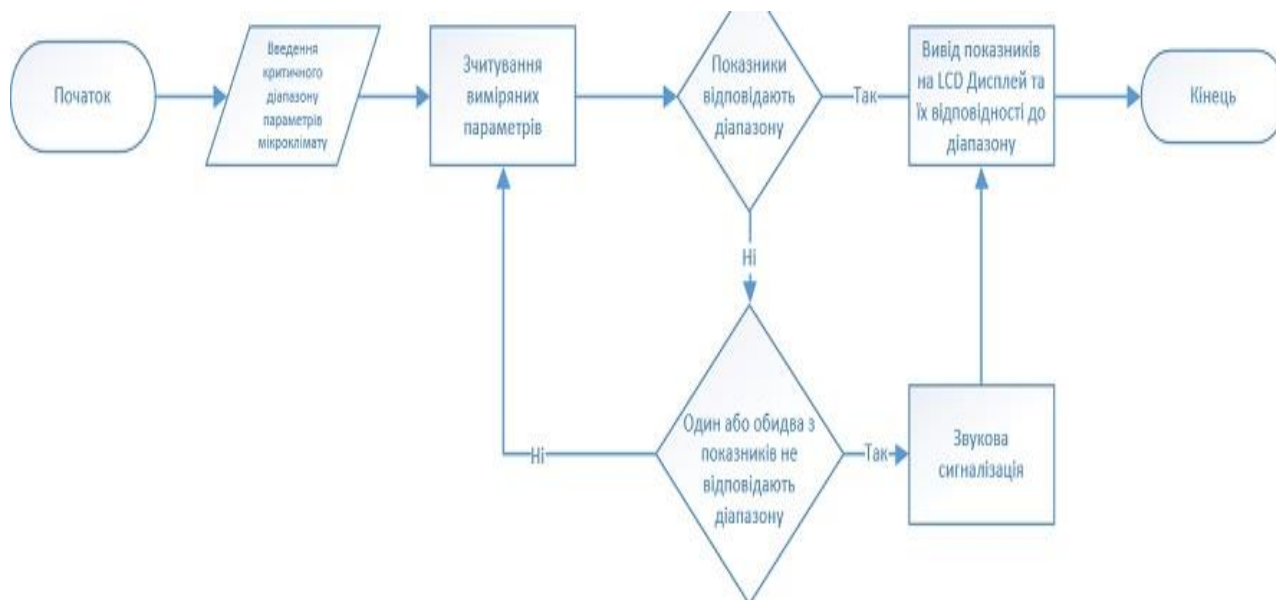 Початок
Введення
критичного
діапазону
параметрів
мікроклімату
Зчитування
виміряних
параметрів
Показники
відповідають
діапазону
Так
Вивід показників
на LCD Дисплей та
їх відповідності до
діапазону
Кінець
Ні
Один або обидва з
показників не
відповідають
діапазону
Ні
Так
Звукова
сигналізація